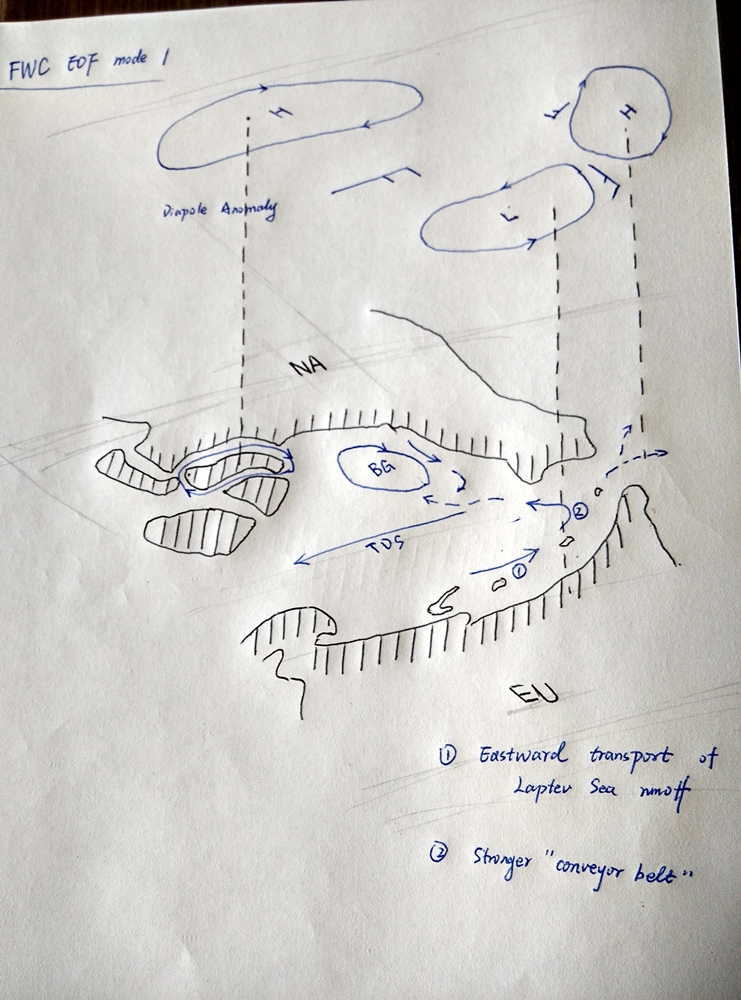 FWC EOF mode 1
H
H
Diapole Anomaly
L
NA
BG
②
TDS
①
EU
① Eastward transport of
Laptev Sea runoff
② Stronger "conveyor belt"